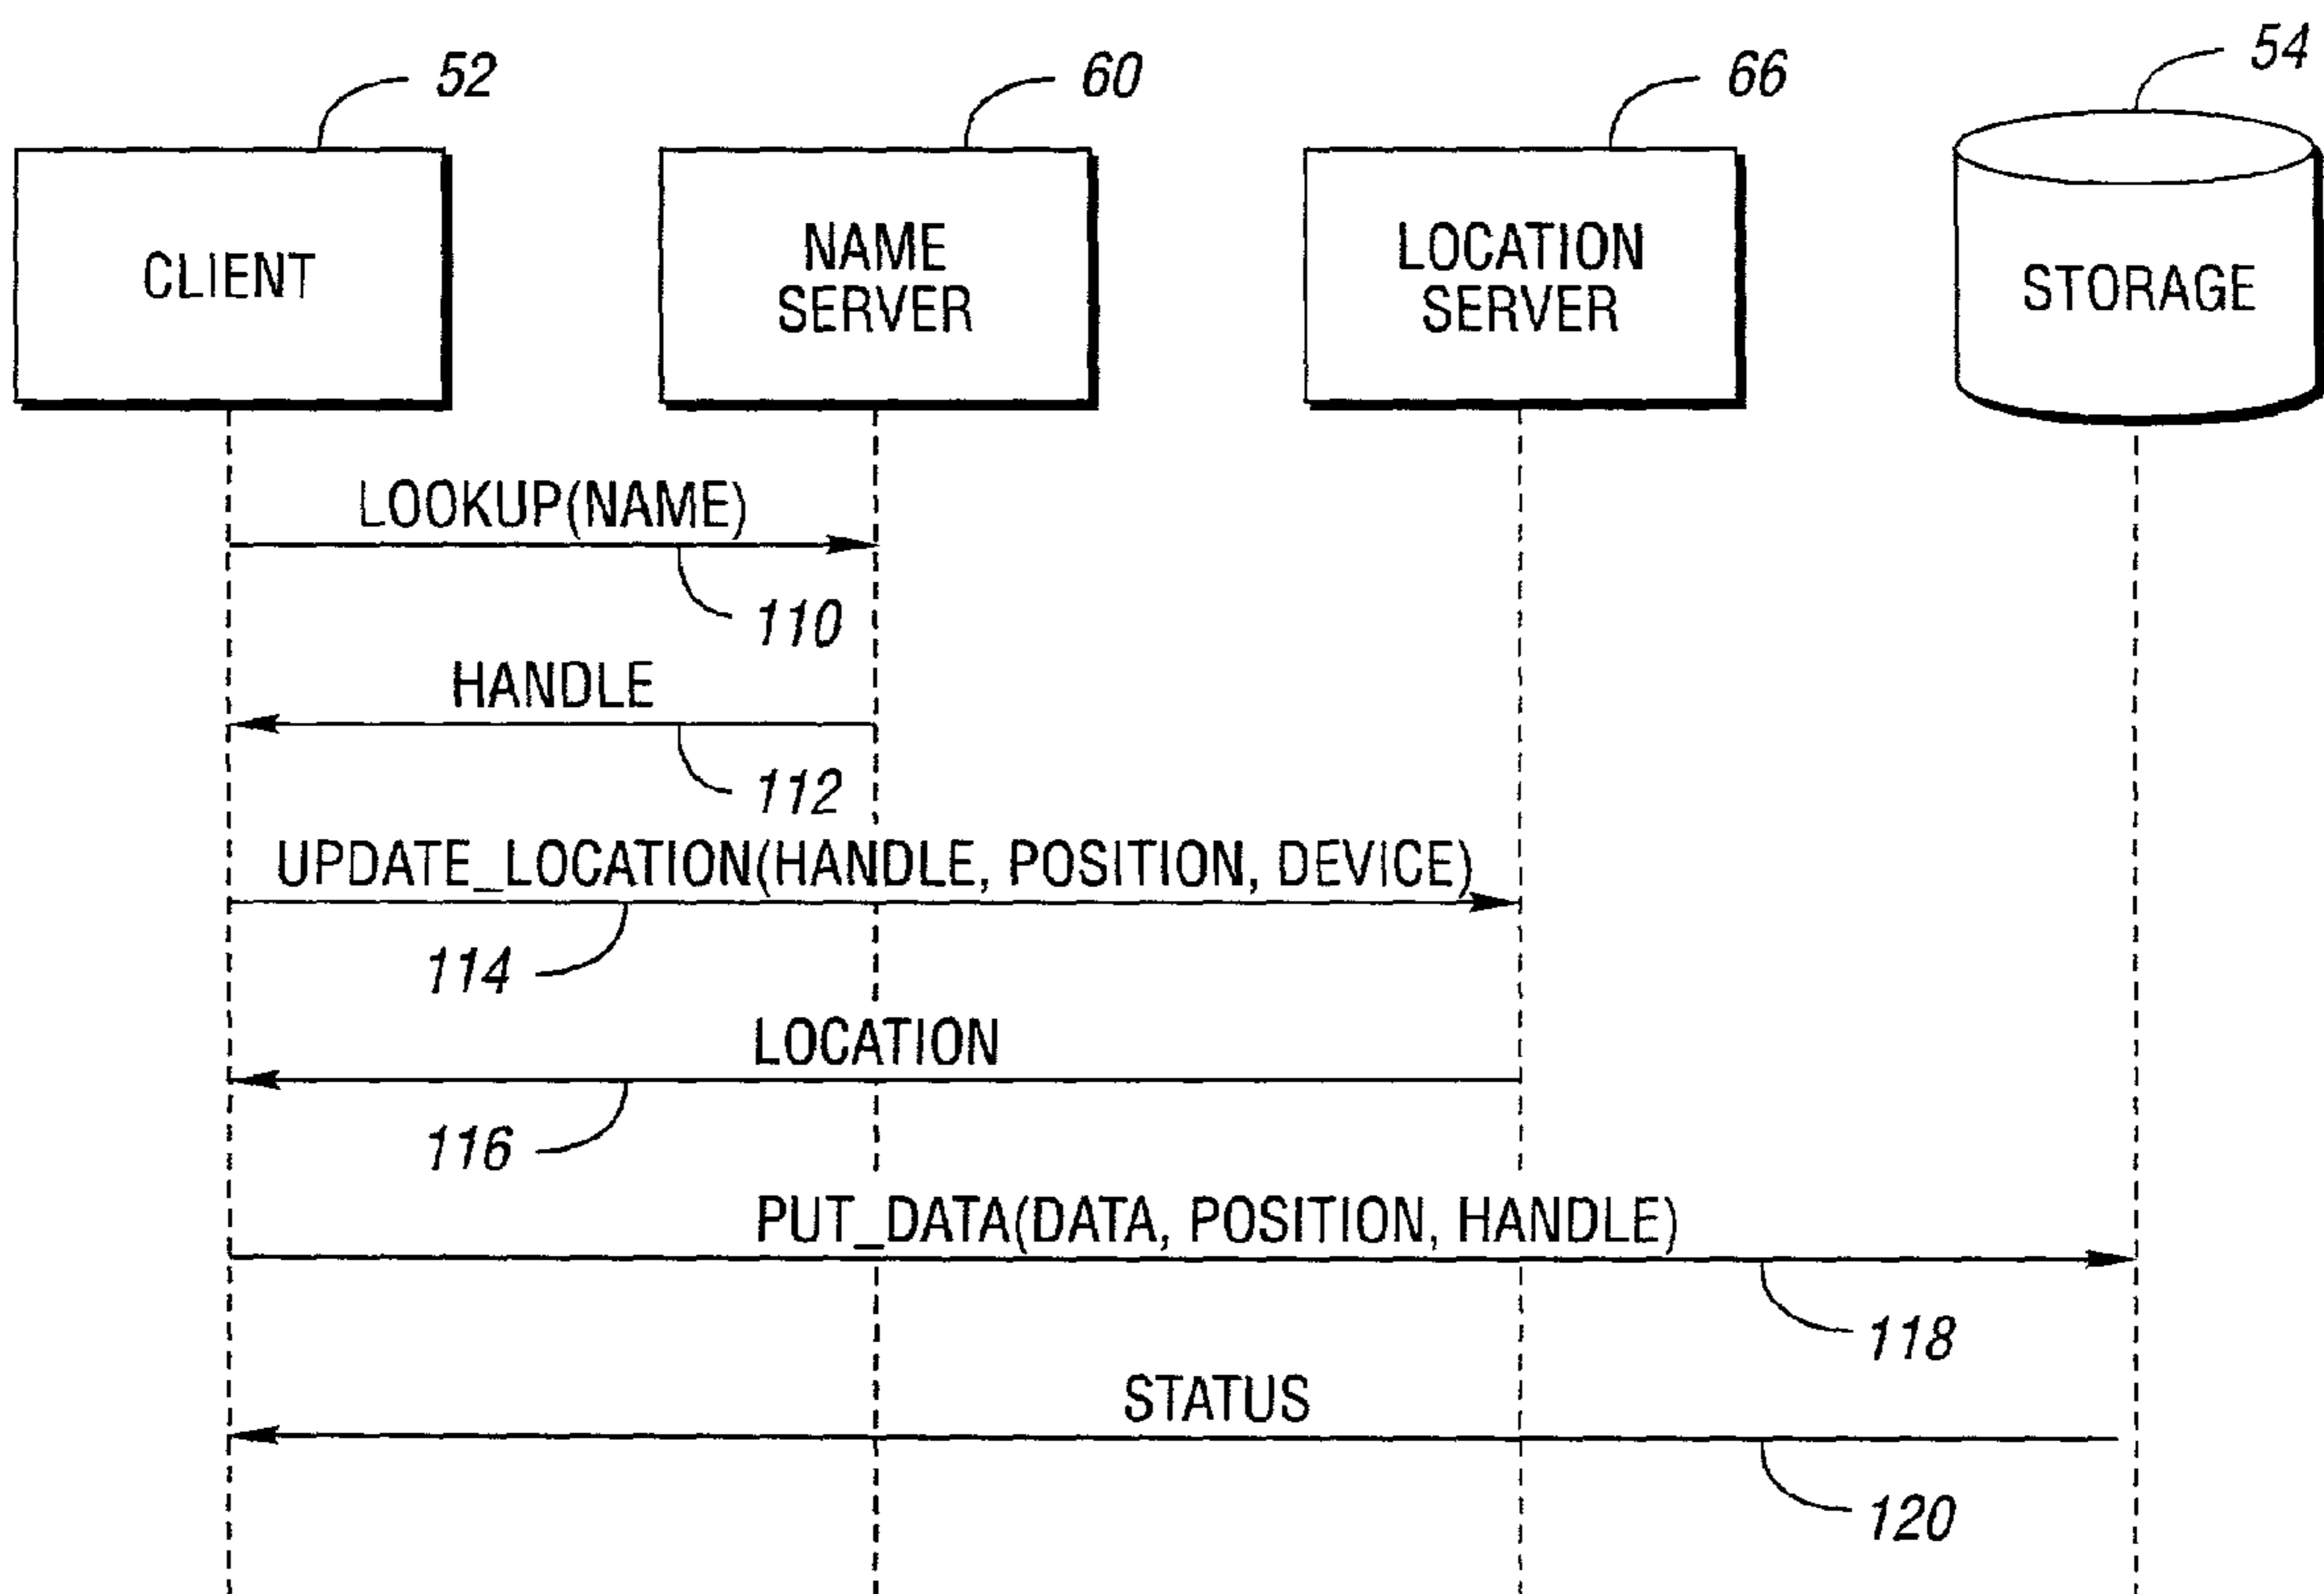 52
60
66
54
CLIENT
NAME
SERVER
LOCATION
SERVER
STORAGE
LOOKUP(NAME)
110
HANDLE
112
UPDATE_LOCATION(HANDLE, POSITION, DEVICE)
114
LOCATION
116
PUT_DATA(DATA, POSITION, HANDLE)
118
STATUS
120